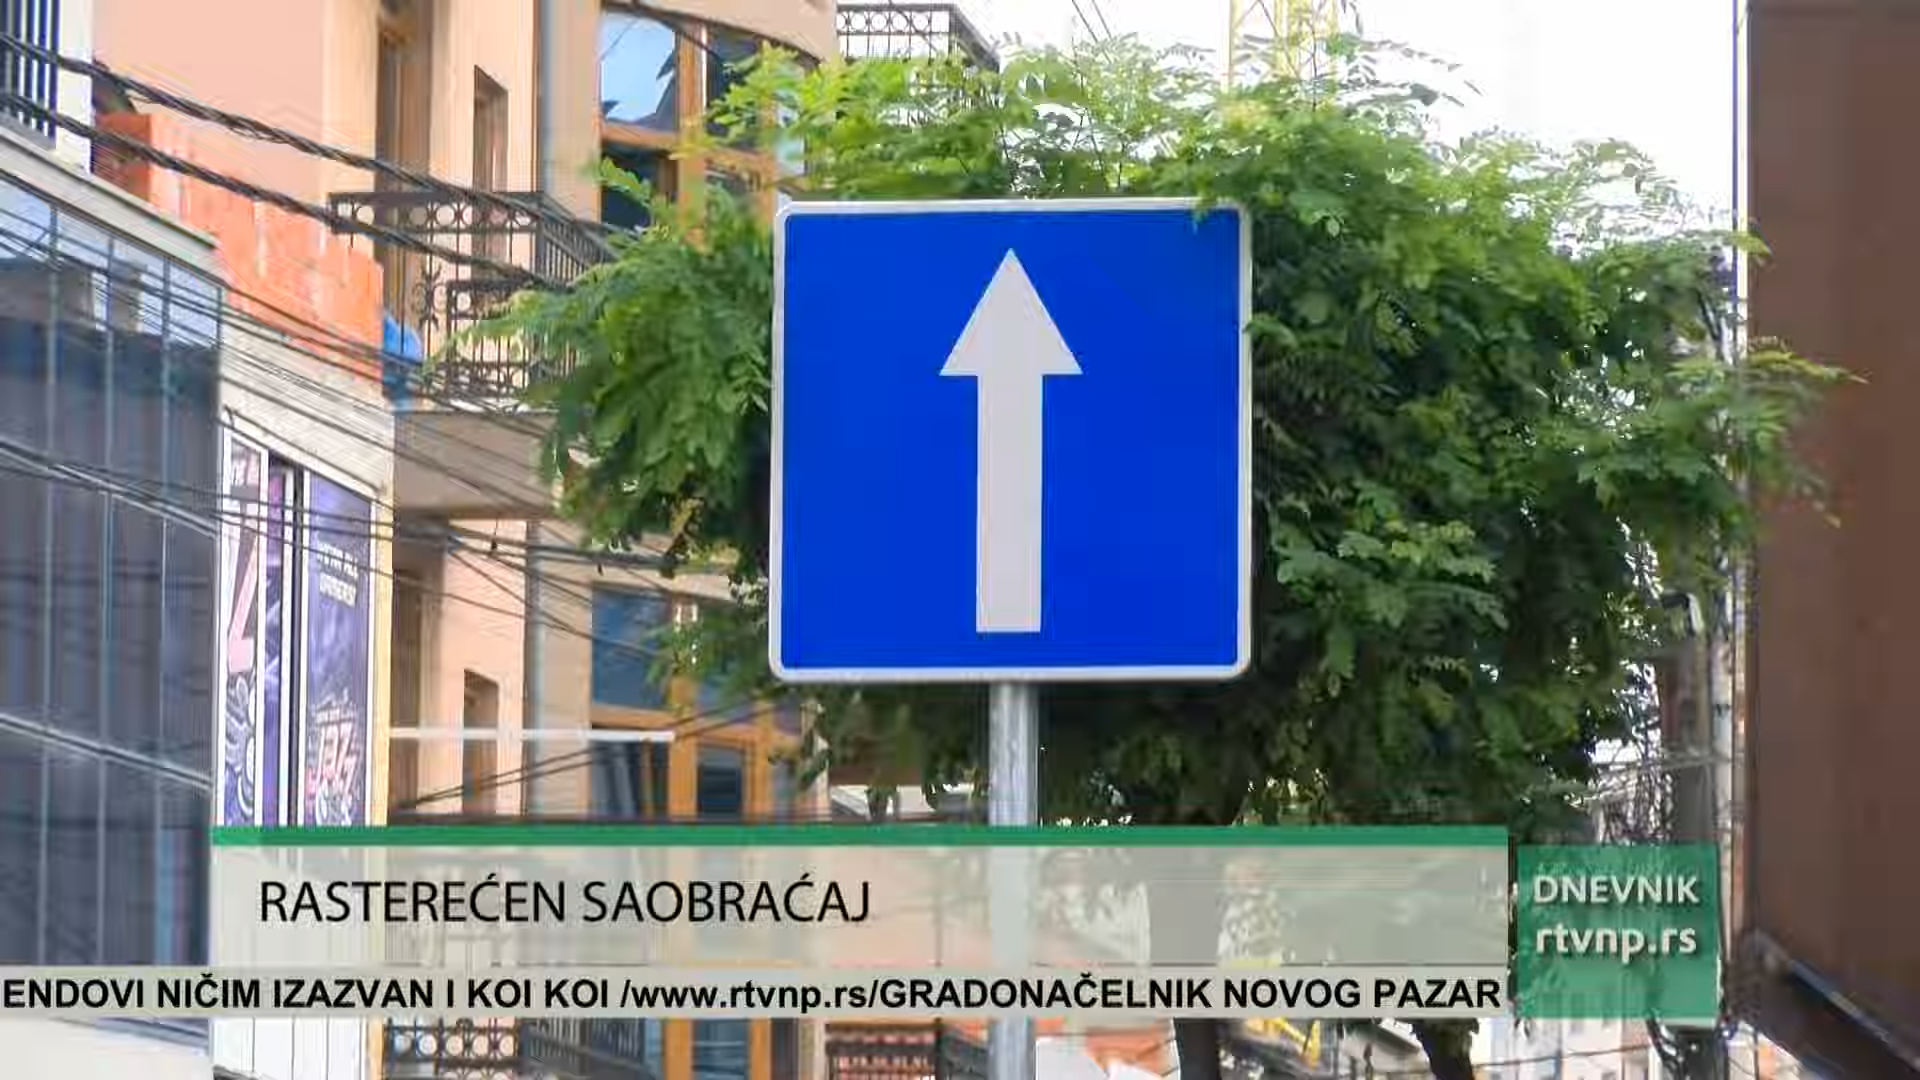 RASTEREĆEN SAOBRAĆAJ
DNEVNIK
rtvnp.rs
ENDOVI NIČIM IZAZVAN I KOI KOI /www.rtvnp.rs/GRADONAČELNIK NOVOG PAZAR